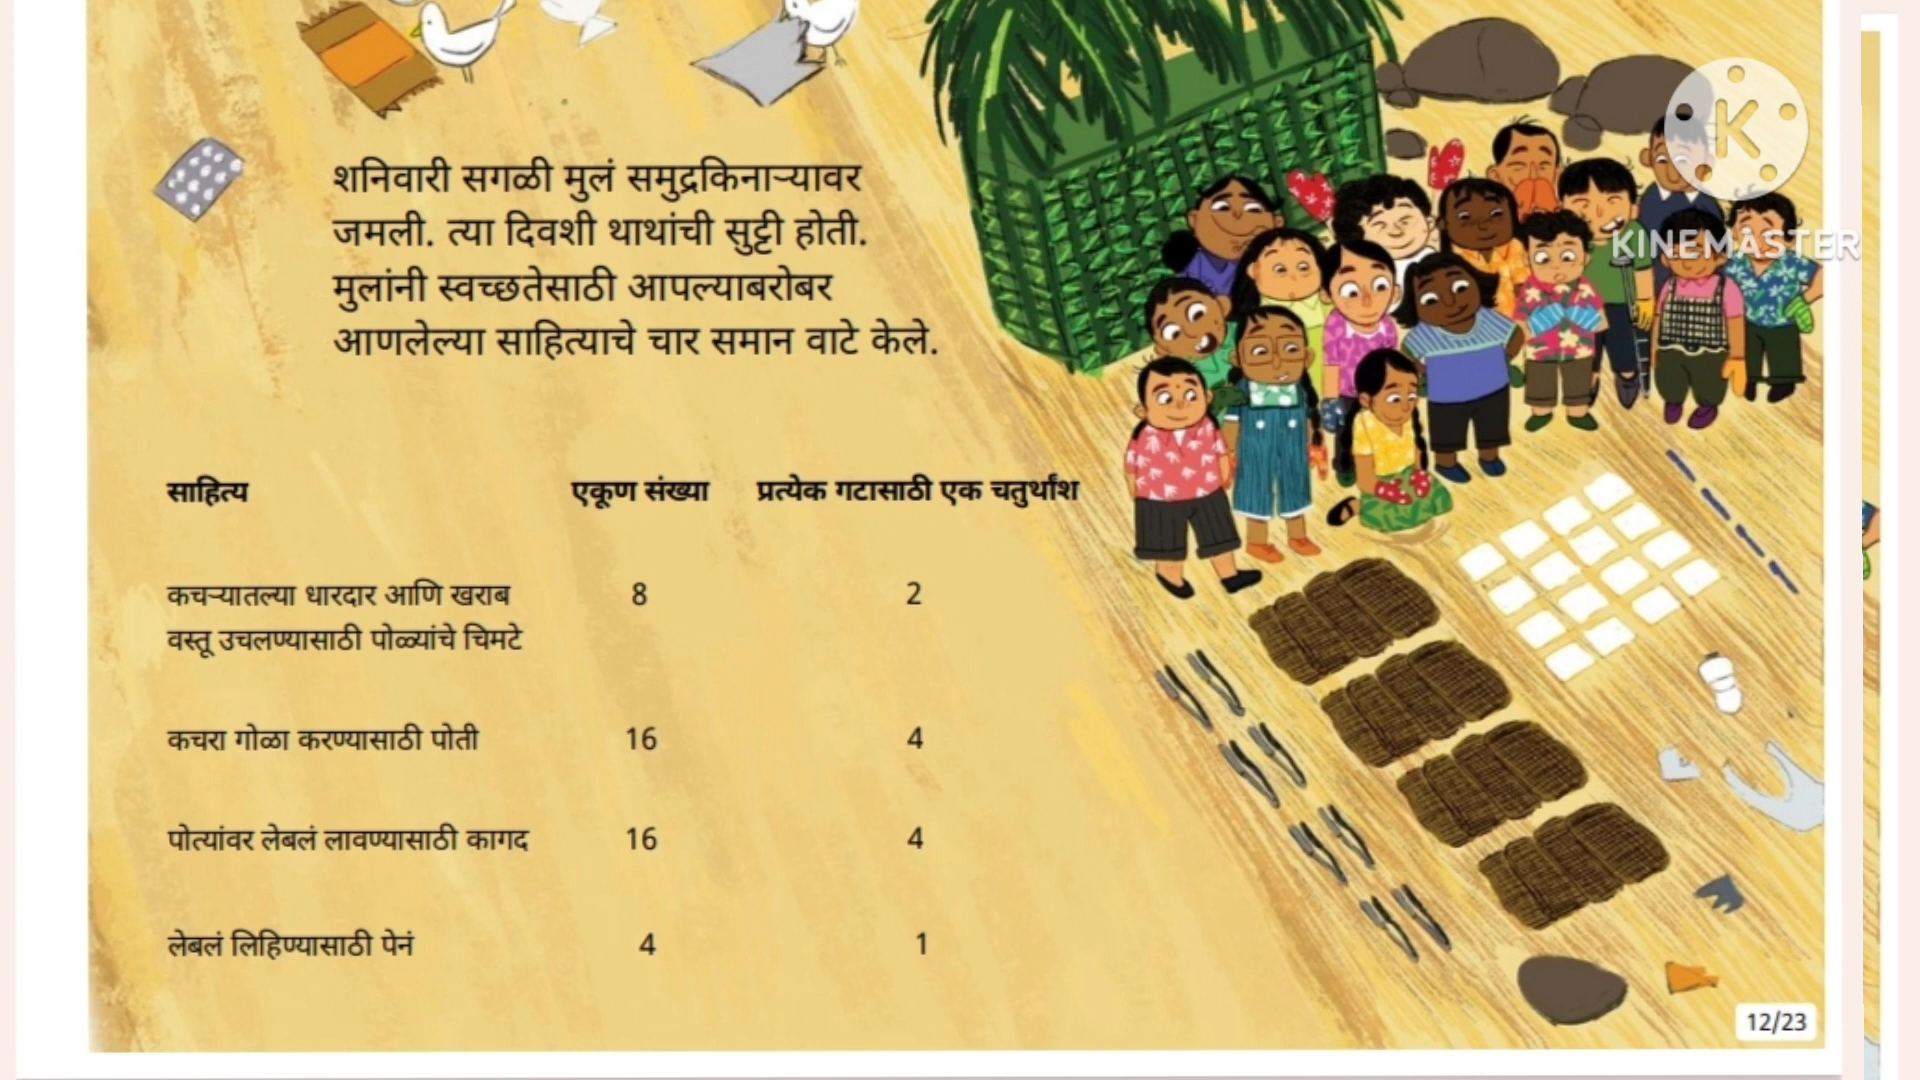 शनिवारी सगळी मुलं समुद्रकिनाऱ्यावर
जमली. त्या दिवशी थाथांची सुट्टी होती.
मुलांनी स्वच्छतेसाठी आपल्याबरोबर
आणलेल्या साहित्याचे चार समान वाटे केले.
साहित्य एकूण संख्या प्रत्येक गटासाठी एक चतुर्थांश
कचऱ्यातल्या धारदार आणि खराब 8 2
वस्तू उचलण्यासाठी पोळ्यांचे चिमटे
कचरा गोळा करण्यासाठी पोती 16 4
पोत्यांवर लेबलं लावण्यासाठी कागद 16 4
लेबलं लिहिण्यासाठी पेनं 4 1
K
KINEMASTER
12/23